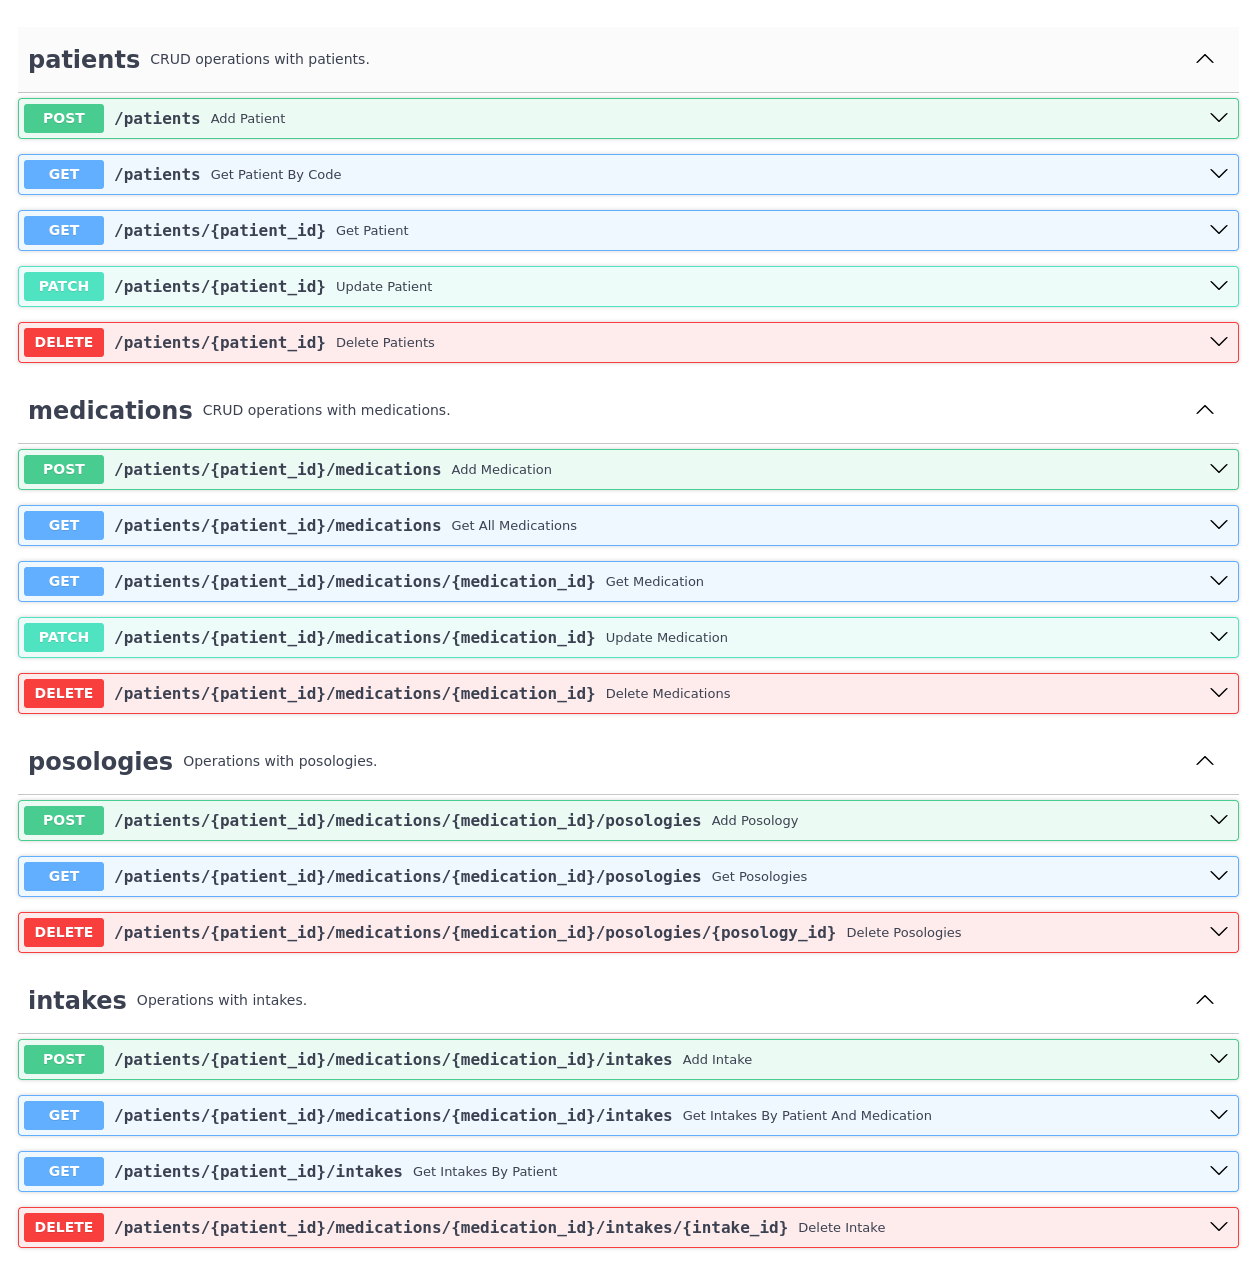 patients CRUD operations with patients.
POST /patients Add Patient
GET /patients Get Patient By Code
GET /patients/{patient_id} Get Patient
PATCH /patients/{patient_id} Update Patient
DELETE /patients/{patient_id} Delete Patients
medications CRUD operations with medications.
POST /patients/{patient_id}/medications Add Medication
GET /patients/{patient_id}/medications Get All Medications
GET /patients/{patient_id}/medications/{medication_id} Get Medication
PATCH /patients/{patient_id}/medications/{medication_id} Update Medication
DELETE /patients/{patient_id}/medications/{medication_id} Delete Medications
posologies Operations with posologies.
POST /patients/{patient_id}/medications/{medication_id}/posologies Add Posology
GET /patients/{patient_id}/medications/{medication_id}/posologies Get Posologies
DELETE /patients/{patient_id}/medications/{medication_id}/posologies/{posology_id} Delete Posologies
intakes Operations with intakes.
POST /patients/{patient_id}/medications/{medication_id}/intakes Add Intake
GET /patients/{patient_id}/medications/{medication_id}/intakes Get Intakes By Patient And Medication
GET /patients/{patient_id}/intakes Get Intakes By Patient
DELETE /patients/{patient_id}/medications/{medication_id}/intakes/{intake_id} Delete Intake